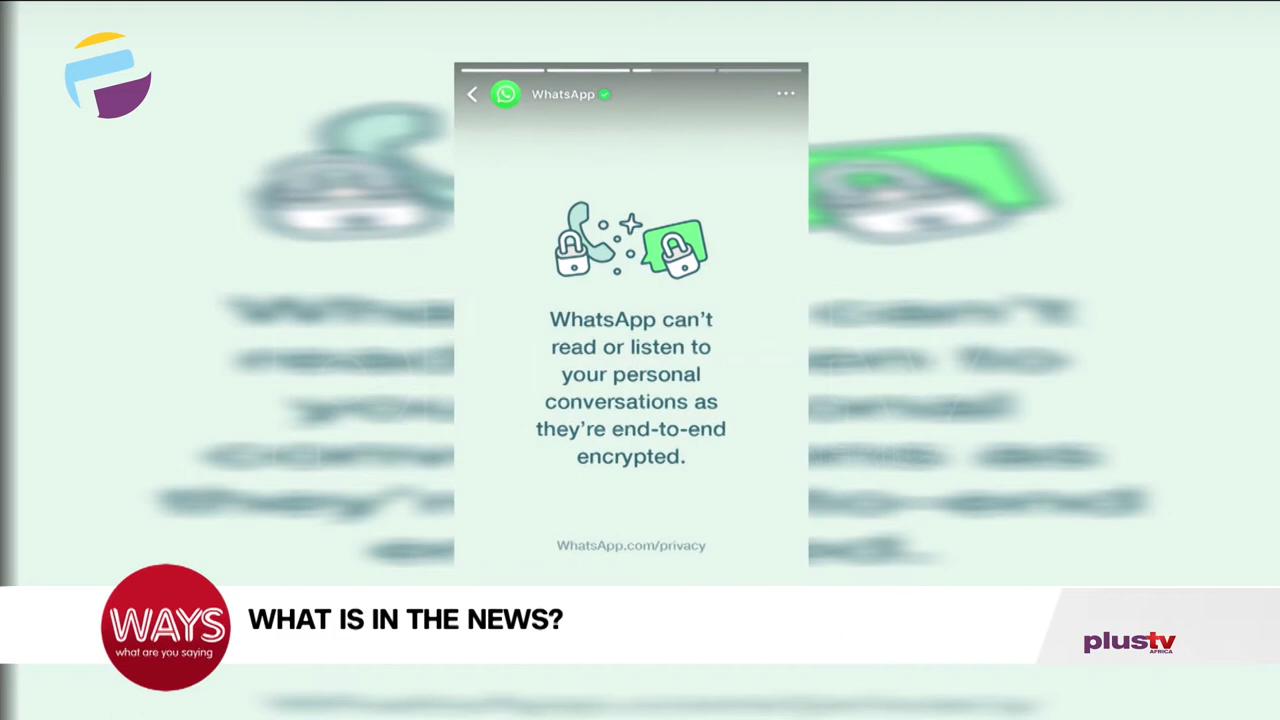 WhatsApp
WhatsApp can't
read or listen to
your personal
conversations as
they're end-to-end
encrypted.
WhatsApp.com/privacy
WAYS
what are you saying
WHAT IS IN THE NEWS?
plustv
AFRICA